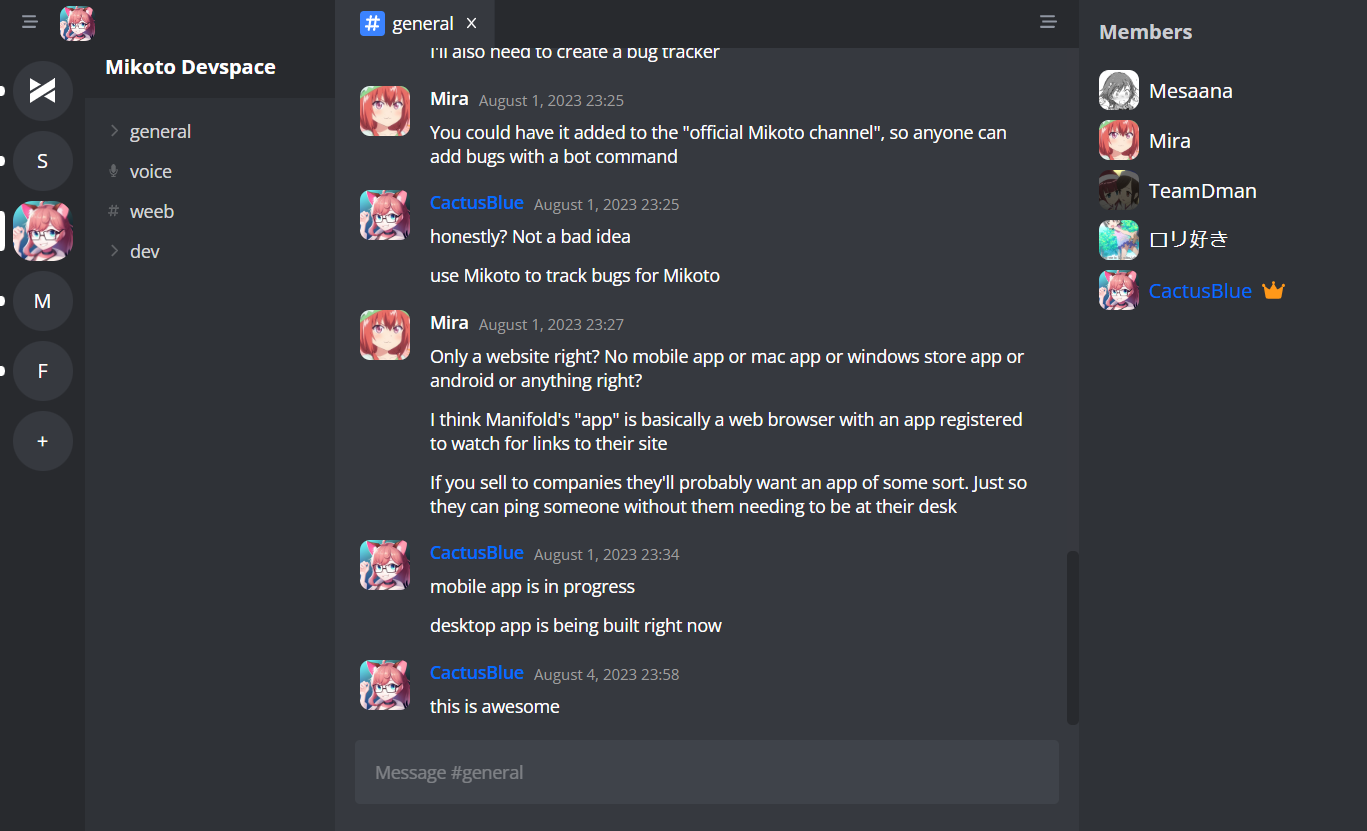 # general X
Mikoto Devspace
S
M
F
+
general
voice
# weeb
dev
I'll also need to create a bug tracker
Mira August 1, 2023 23:25
You could have it added to the "official Mikoto channel", so anyone can
add bugs with a bot command
CactusBlue August 1, 2023 23:25
honestly? Not a bad idea
use Mikoto to track bugs for Mikoto
Mira August 1, 2023 23:27
Only a website right? No mobile app or mac app or windows store app or
android or anything right?
I think Manifold's "app" is basically a web browser with an app registered
to watch for links to their site
If you sell to companies they'll probably want an app of some sort. Just so
they can ping someone without them needing to be at their desk
CactusBlue August 1, 2023 23:34
mobile app is in progress
desktop app is being built right now
CactusBlue August 4, 2023 23:58
this is awesome
Message #general
Members
Mesaana
Mira
TeamDman
ロリ好き
CactusBlue